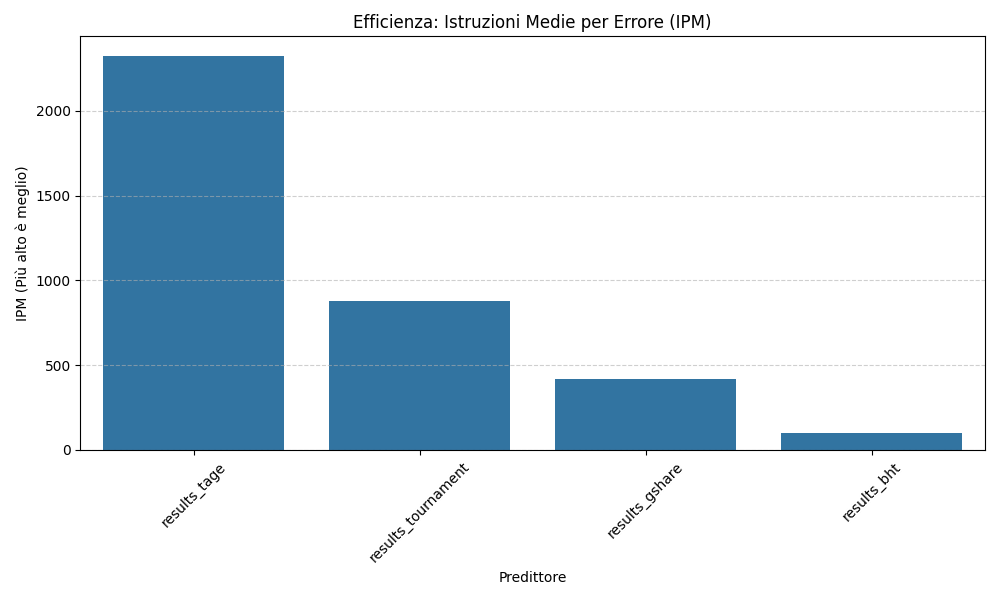 Efficienza: Istruzioni Medie per Errore (IPM)
IPM (Più alto è meglio)
2000
1500
1000
500
0
results_tage
results_tournament
results_gshare
results_bht
Predittore